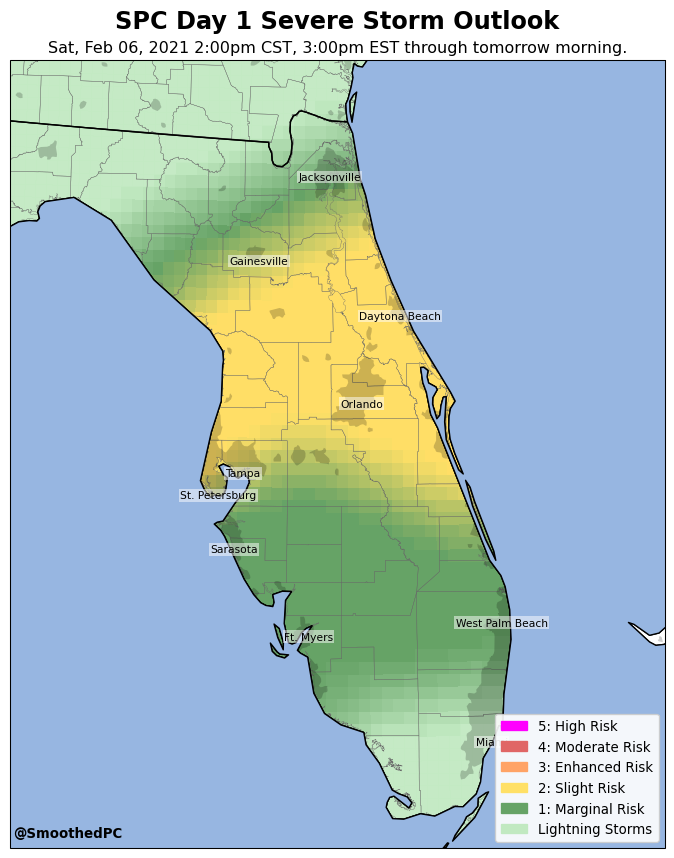 SPC Day 1 Severe Storm Outlook
Sat, Feb 06, 2021 2:00pm CST, 3:00pm EST through tomorrow morning.
Jacksonville
Gainesville
Daytona Beach
Orlando
Tampa
St. Petersburg
Sarasota
West Palm Beach
Ft. Myers
Mia
5: High Risk
4: Moderate Risk
3: Enhanced Risk
2: Slight Risk
1: Marginal Risk
Lightning Storms
@SmoothedPC